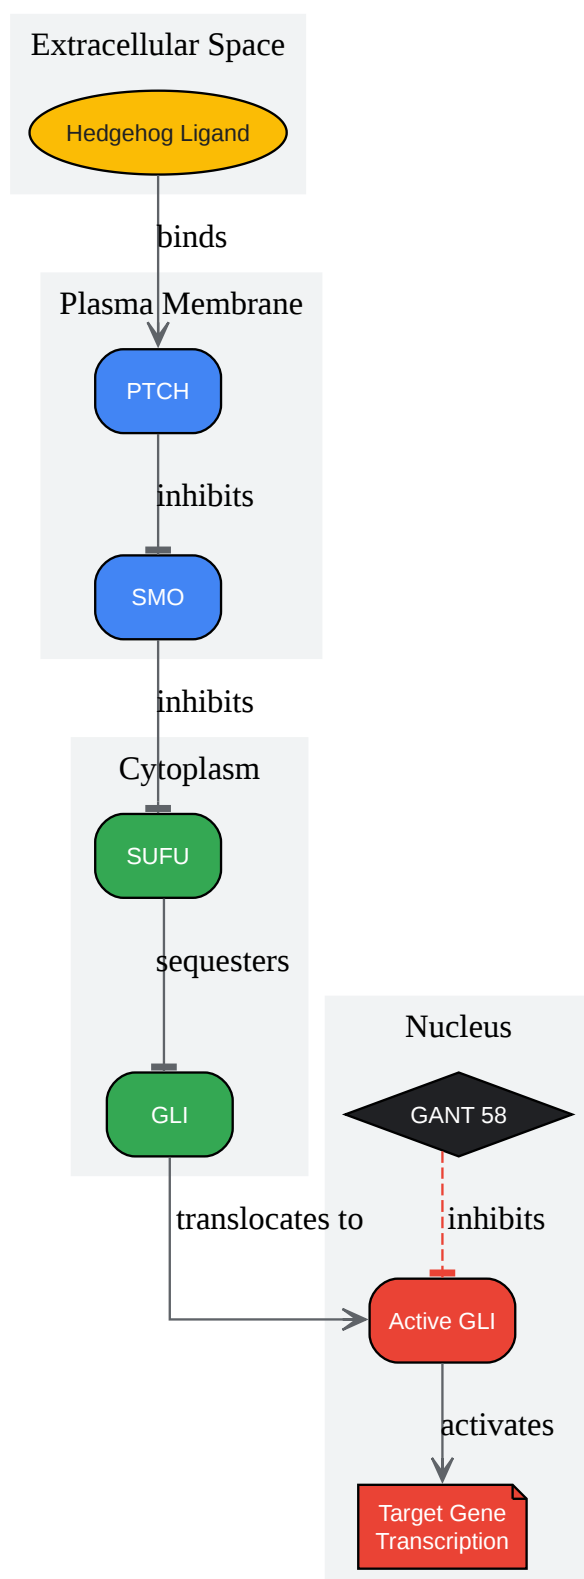 Extracellular Space
Hedgehog Ligand
binds
Plasma Membrane
PTCH
inhibits
SMO
inhibits
Cytoplasm
SUFU
sequesters
Nucleus
GLI
GANT 58
translocates to
inhibits
Active GLI
activates
Target Gene
Transcription